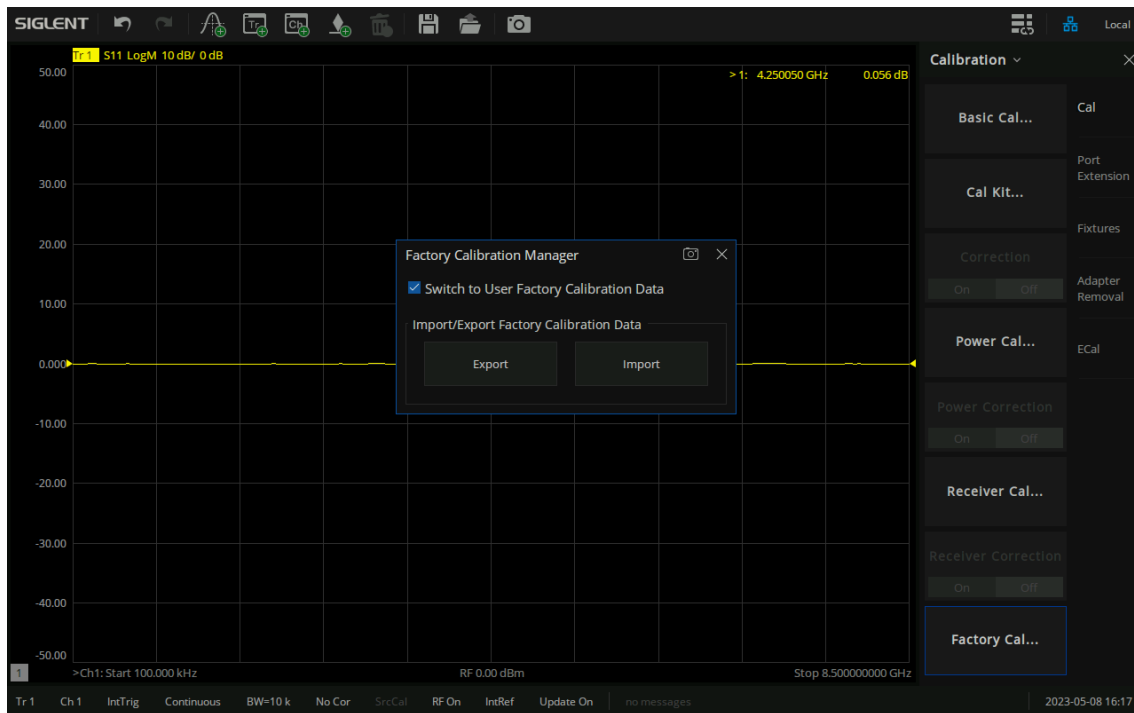 SIGLENT
Tr
Ch
Local
Tr 1 S11 LogM 10 dB/ 0 dB
>1: 4.250050 GHz 0.056 dB
50.00
40.00
30.00
20.00
10.00
0.000
-10.00
-20.00
-30.00
-40.00
-50.00
Factory Calibration Manager
Switch to User Factory Calibration Data
Import/Export Factory Calibration Data
Export Import
1
>Ch1: Start 100.000 kHz RF 0.00 dBm Stop 8.500000000 GHz
Calibration
Basic Cal...
Cal Kit...
Correction
On Off
Power Cal...
Power Correction
On Off
Receiver Cal...
Receiver Correction
On Off
Factory Cal...
Cal
Port
Extension
Fixtures
Adapter
Removal
ECal
Tr 1 Ch 1 IntTrig Continuous BW=10 k No Cor SrcCal RF On IntRef Update On no messages 2023-05-08 16:17